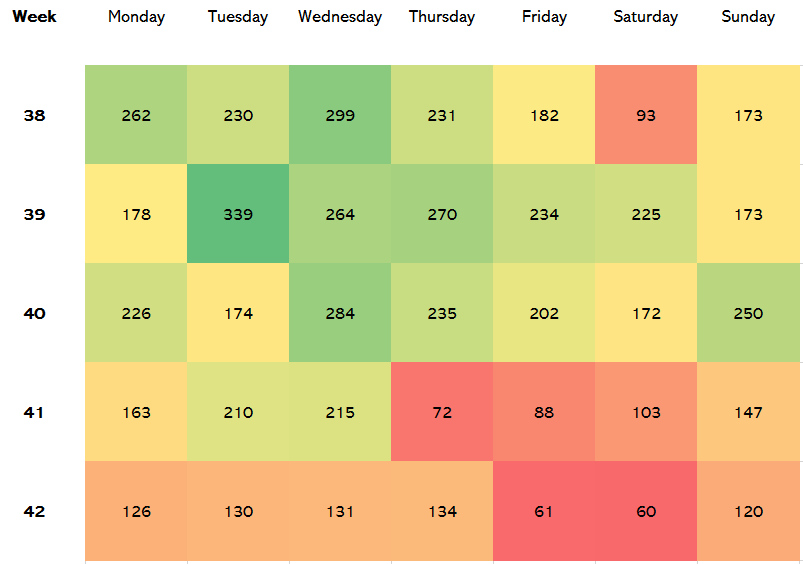 Week Monday Tuesday Wednesday Thursday Friday Saturday Sunday
38 262 230 299 231 182 93 173
39 178 339 264 270 234 225 173
40 226 174 284 235 202 172 250
41 163 210 215 72 88 103 147
42 126 130 131 134 61 60 120